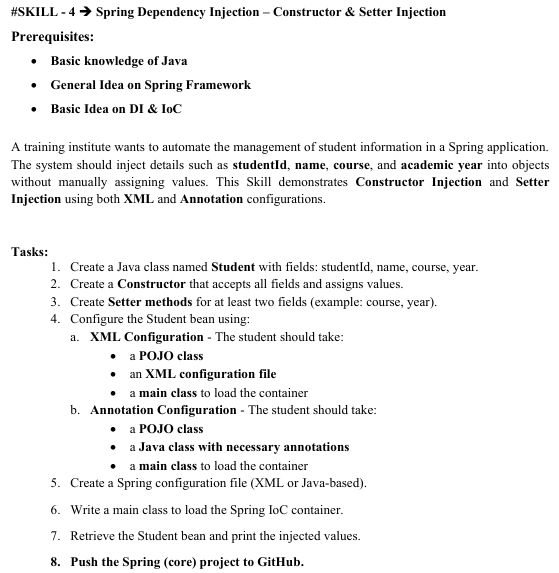 #SKILL - 4 ➔ Spring Dependency Injection – Constructor & Setter Injection
Prerequisites:
• Basic knowledge of Java
• General Idea on Spring Framework
• Basic Idea on DI & IoC
A training institute wants to automate the management of student information in a Spring application.
The system should inject details such as studentId, name, course, and academic year into objects
without manually assigning values. This Skill demonstrates Constructor Injection and Setter
Injection using both XML and Annotation configurations.
Tasks:
1. Create a Java class named Student with fields: studentId, name, course, year.
2. Create a Constructor that accepts all fields and assigns values.
3. Create Setter methods for at least two fields (example: course, year).
4. Configure the Student bean using:
a. XML Configuration - The student should take:
• a POJO class
• an XML configuration file
• a main class to load the container
b. Annotation Configuration - The student should take:
• a POJO class
• a Java class with necessary annotations
• a main class to load the container
5. Create a Spring configuration file (XML or Java-based).
6. Write a main class to load the Spring IoC container.
7. Retrieve the Student bean and print the injected values.
8. Push the Spring (core) project to GitHub.